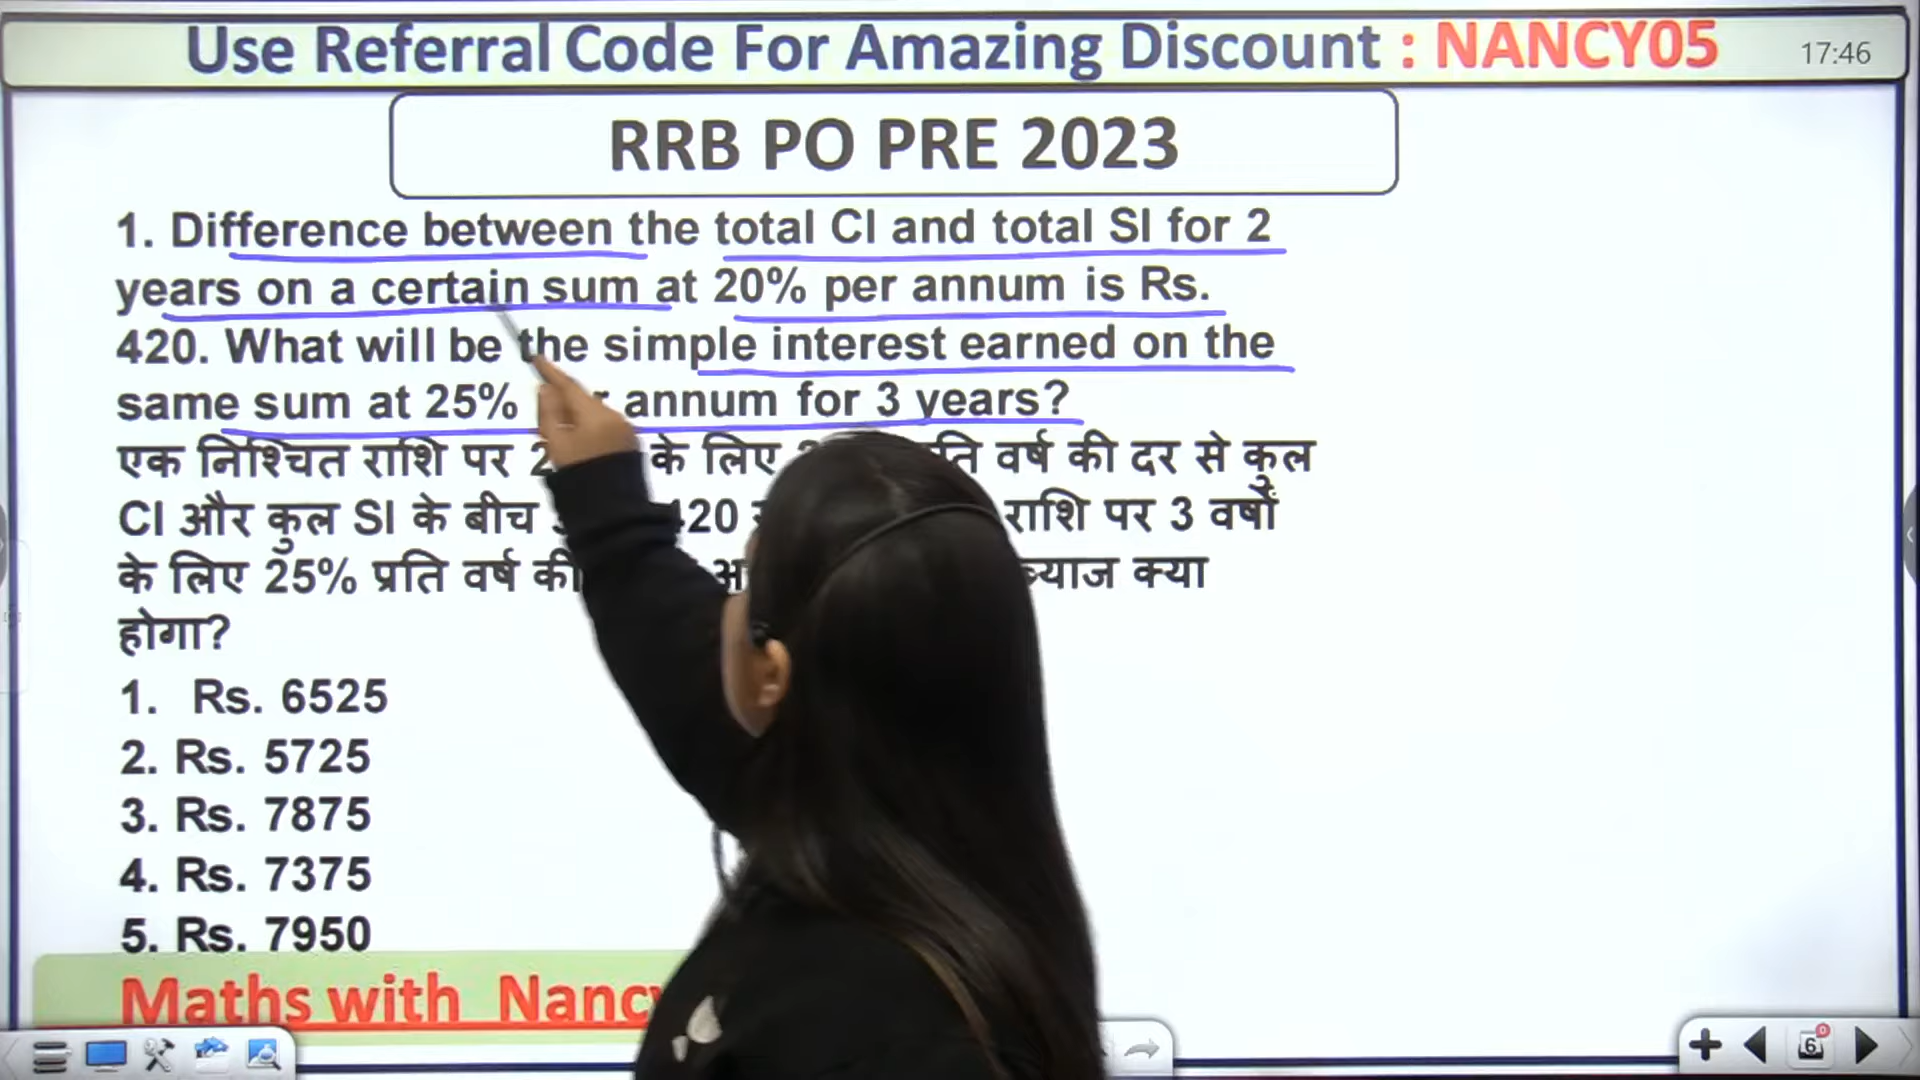 Use Referral Code For Amazing Discount : NANCY05
17:46
RRB PO PRE 2023
1. Difference between the total CI and total SI for 2
years on a certain sum at 20% per annum is Rs.
420. What will be the simple interest earned on the
same sum at 25% annum for 3 years?
एक निश्चित राशि पर के लिए वर्ष की दर से कुल
CI और कुल SI के बीच राशि पर 3 वर्षों
के लिए 25% प्रति वर्ष की क्या
होगा?
1. Rs. 6525
2. Rs. 5725
3. Rs. 7875
4. Rs. 7375
5. Rs. 7950
Maths with
6
0